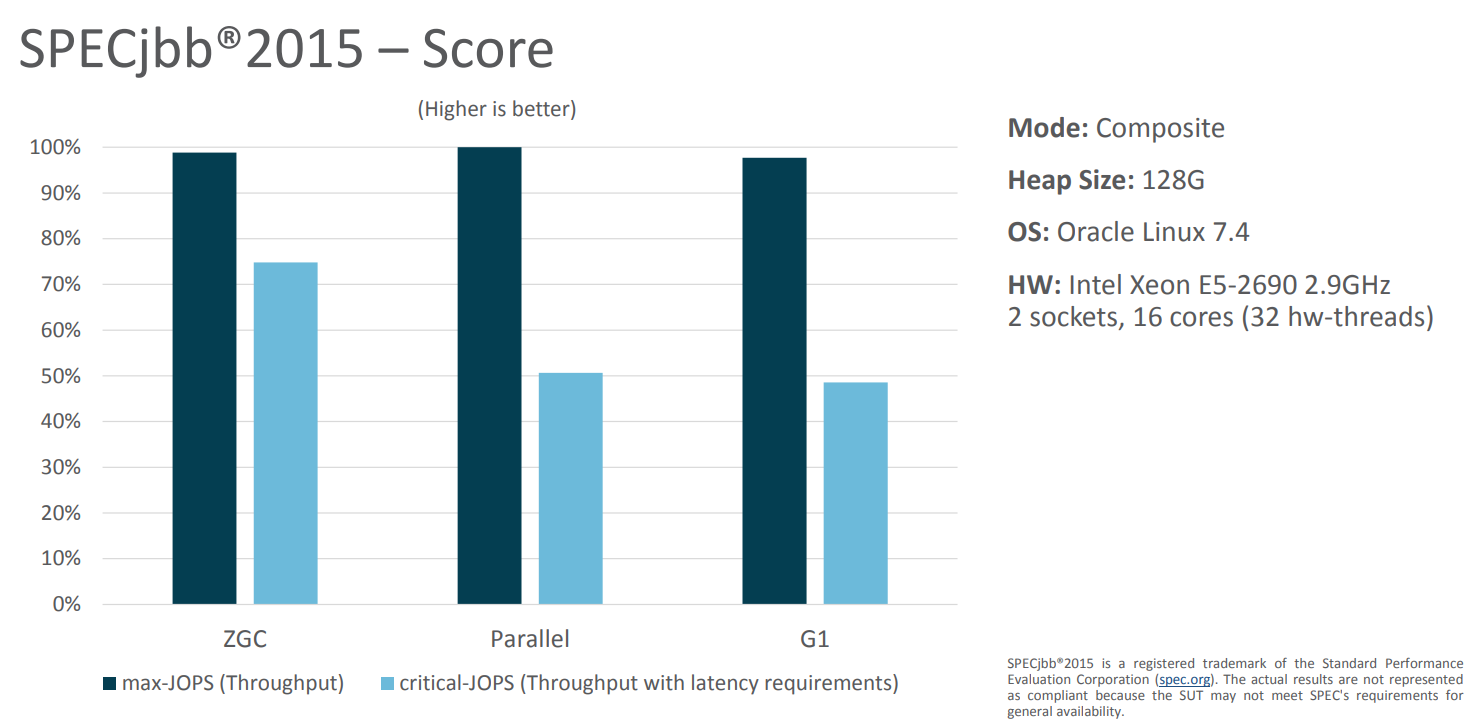 SPECjbb®2015 – Score
(Higher is better)
100%
90%
80%
70%
60%
50%
40%
30%
20%
10%
0%
ZGC
Parallel
G1
max-JOPS (Throughput)
critical-JOPS (Throughput with latency requirements)
Mode: Composite
Heap Size: 128G
OS: Oracle Linux 7.4
HW: Intel Xeon E5-2690 2.9GHz
2 sockets, 16 cores (32 hw-threads)
SPECjbb®2015 is a registered trademark of the Standard Performance
Evaluation Corporation (spec.org). The actual results are not represented
as compliant because the SUT may not meet SPEC's requirements for
general availability.